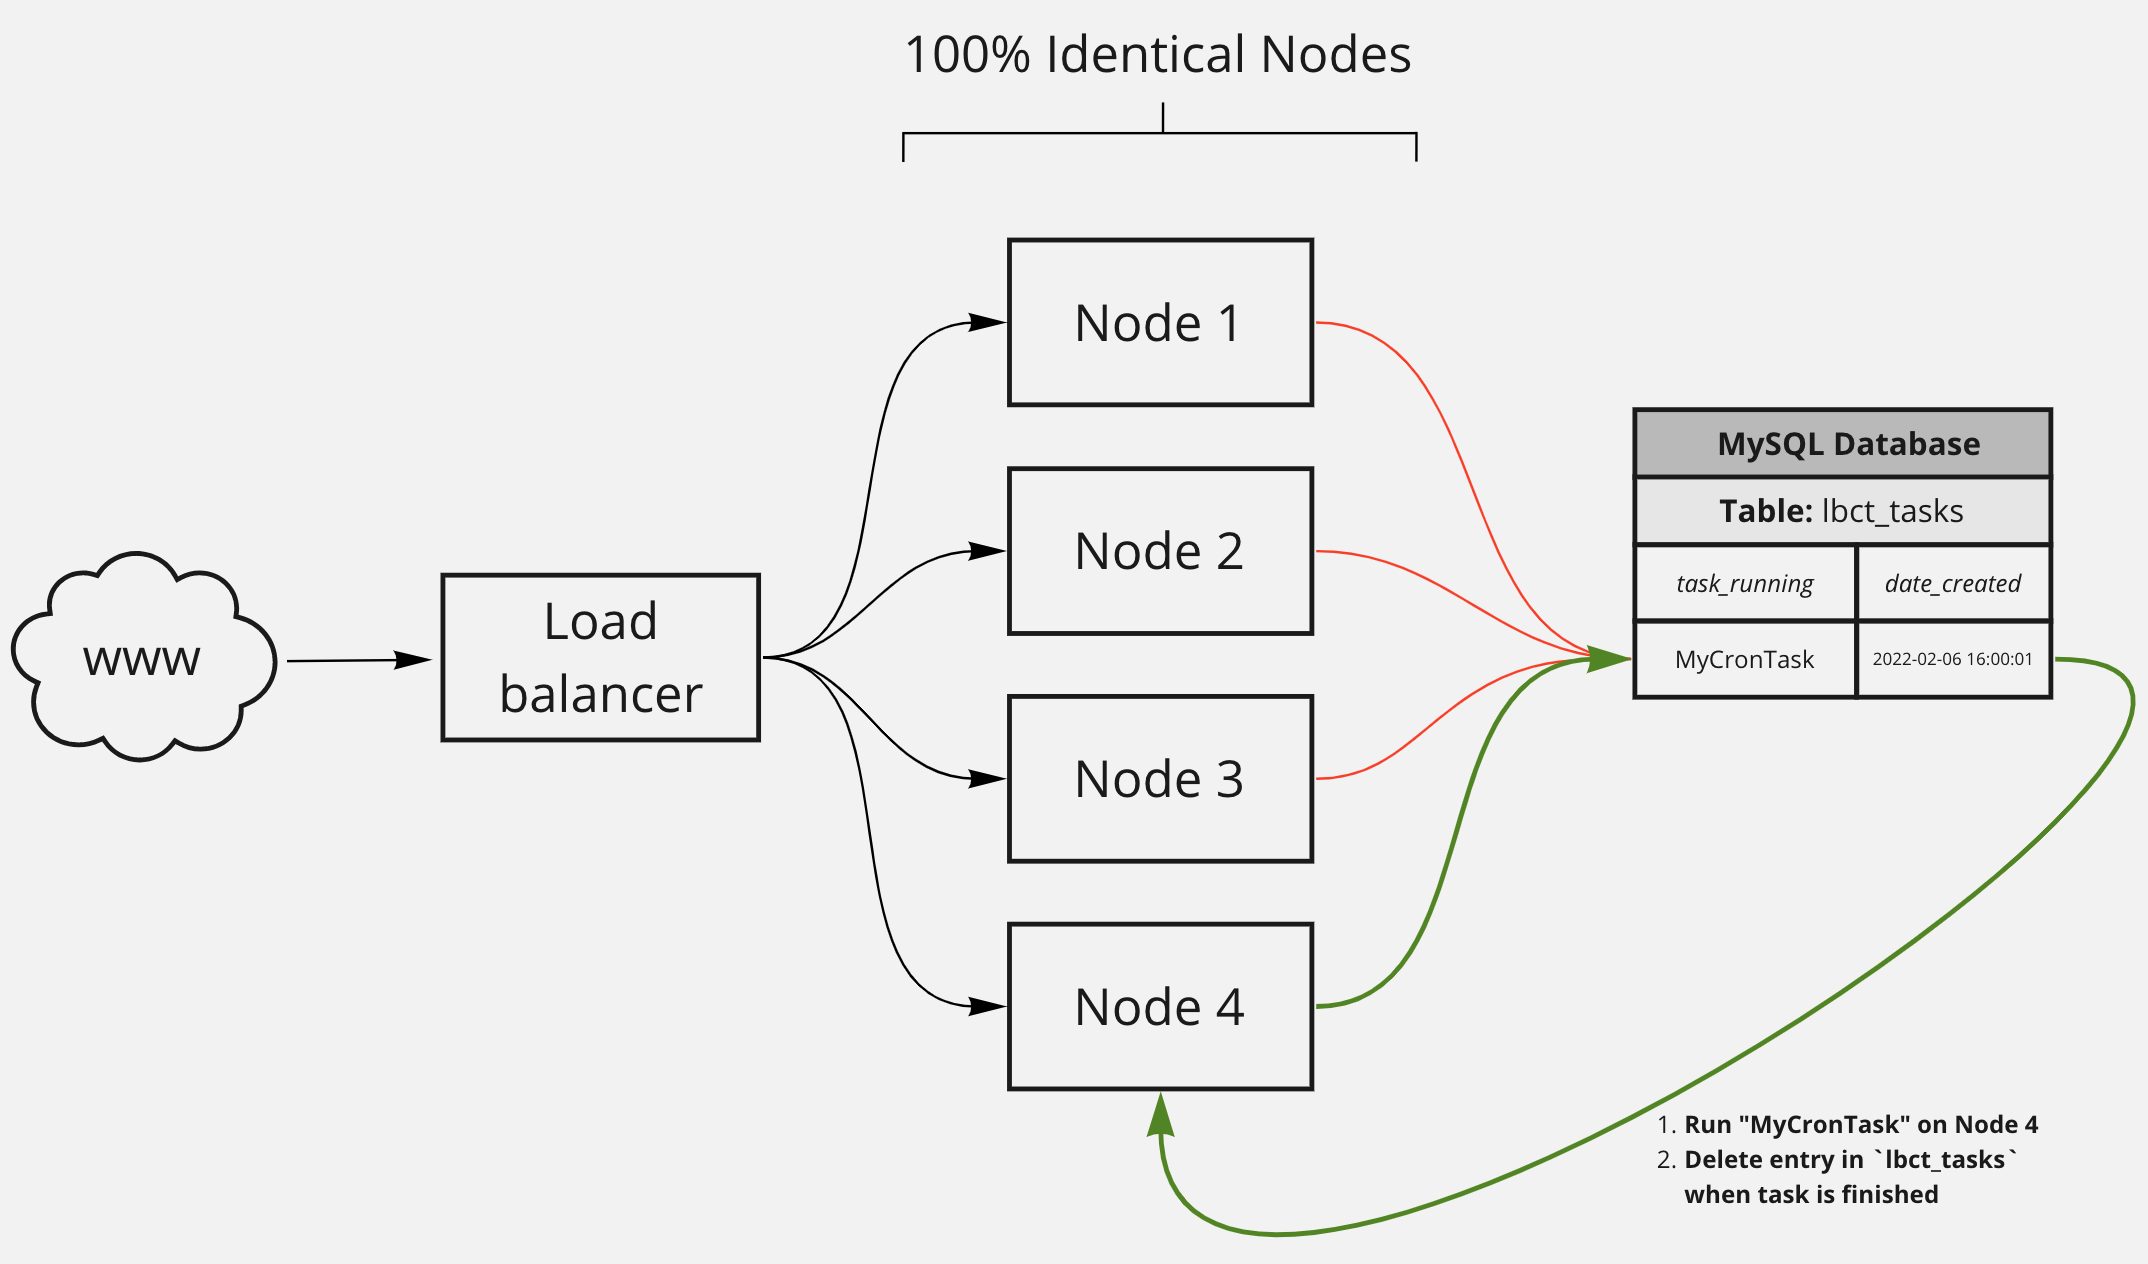 100% Identical Nodes
Node 1
MySQL Database
Table: lbct_tasks
Node 2
task_running
date_created
www
Load
balancer
MyCronTask
2022-02-06 16:00:01
Node 3
Node 4
1. Run "MyCronTask" on Node 4
2. Delete entry in `lbct_tasks`
when task is finished